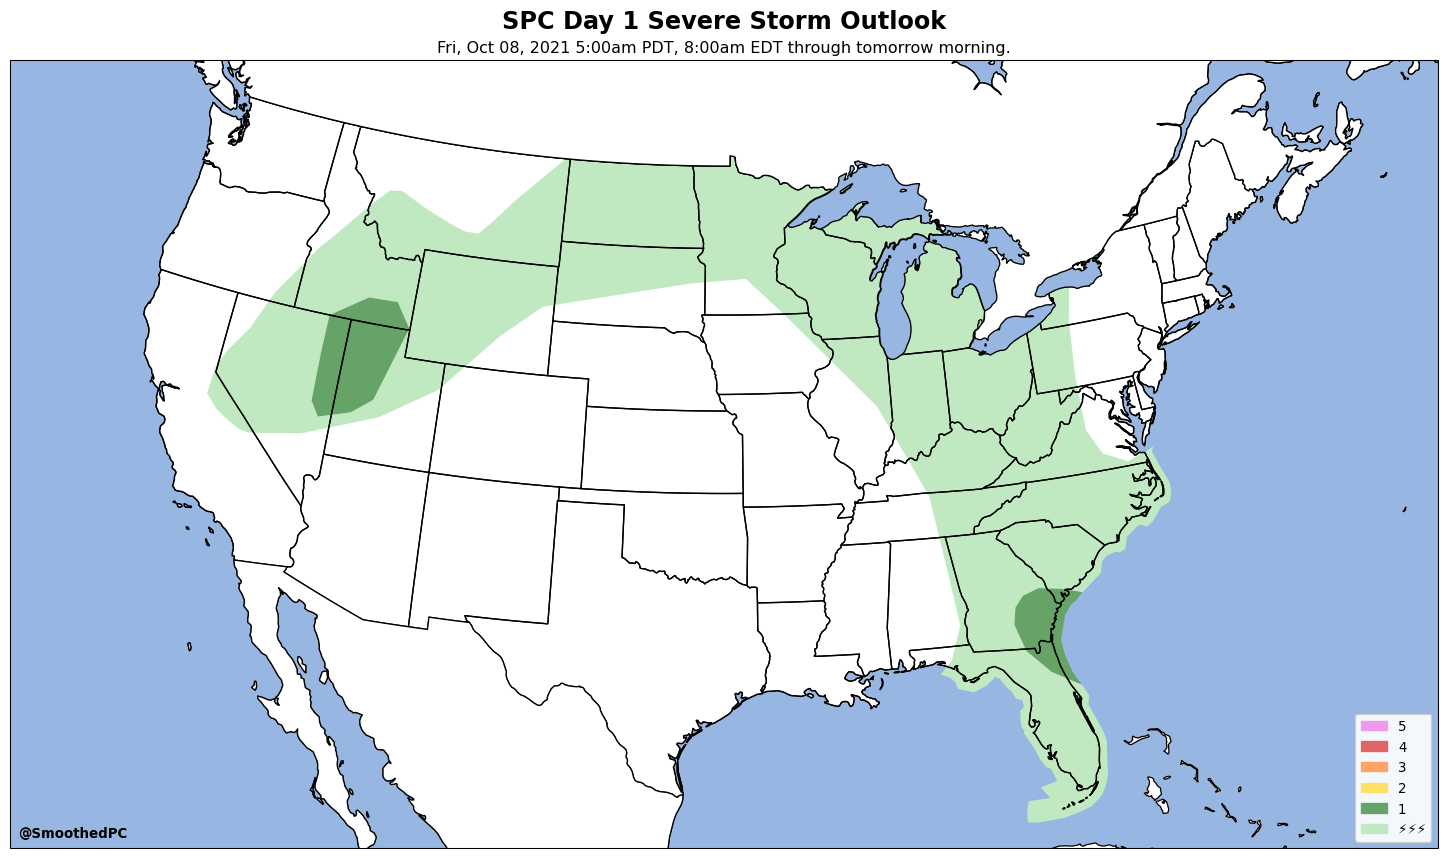 SPC Day 1 Severe Storm Outlook
Fri, Oct 08, 2021 5:00am PDT, 8:00am EDT through tomorrow morning.
5
4
3
2
1
⚡⚡⚡
@SmoothedPC